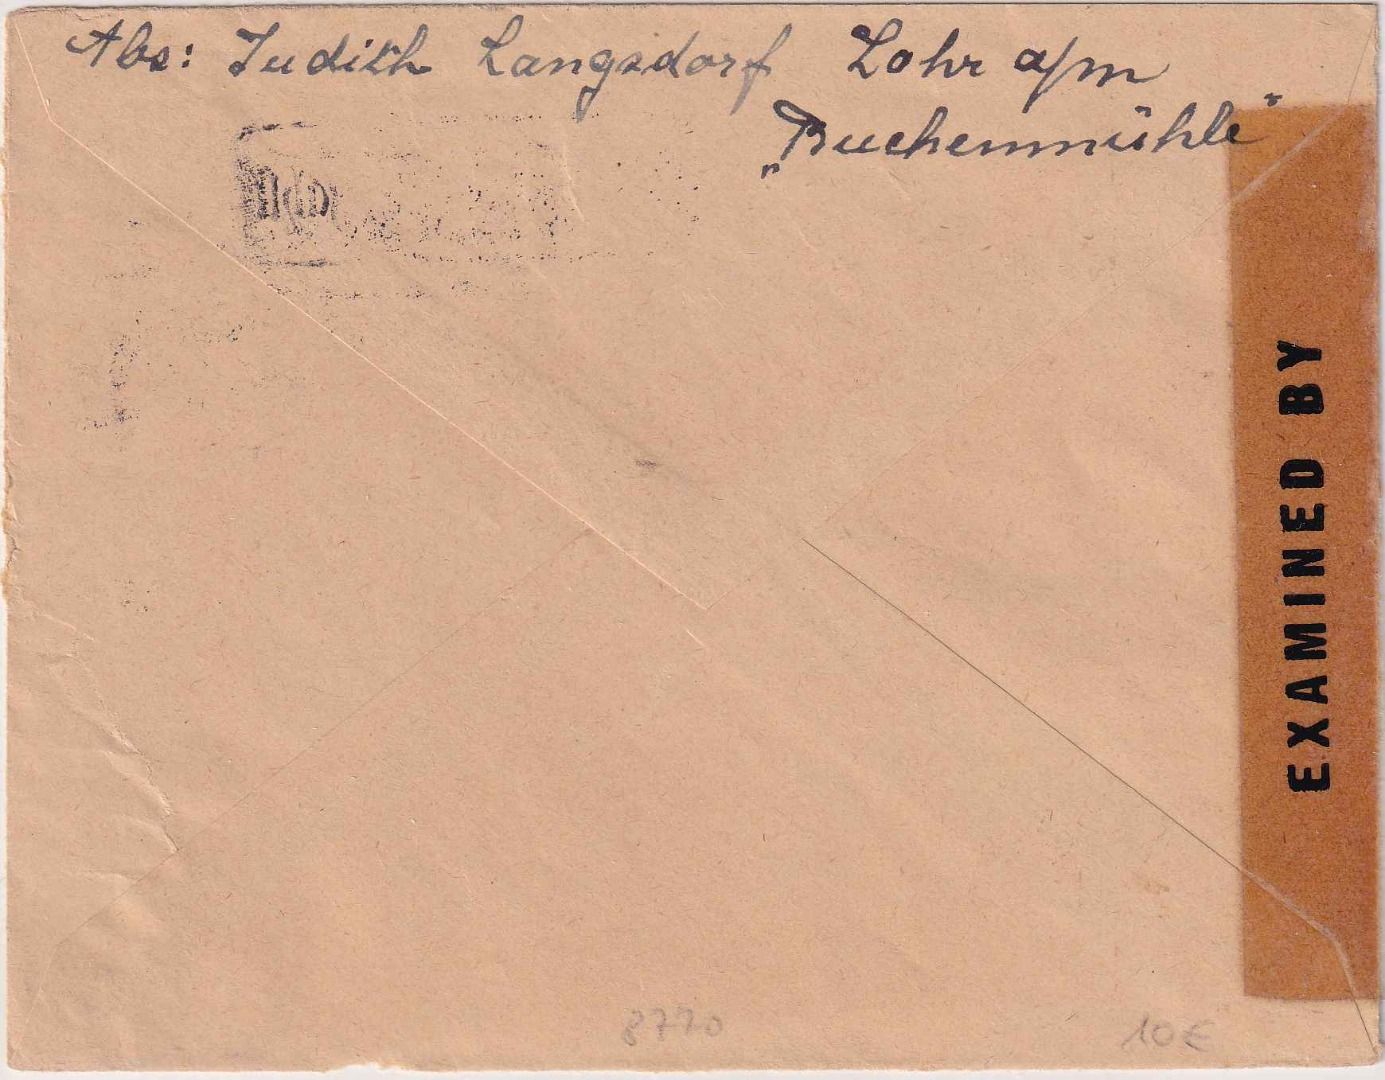 Abs: Judith Langsdorf Lohr a/m
„Buchenmühle"
EXAMINED BY
8770
10€